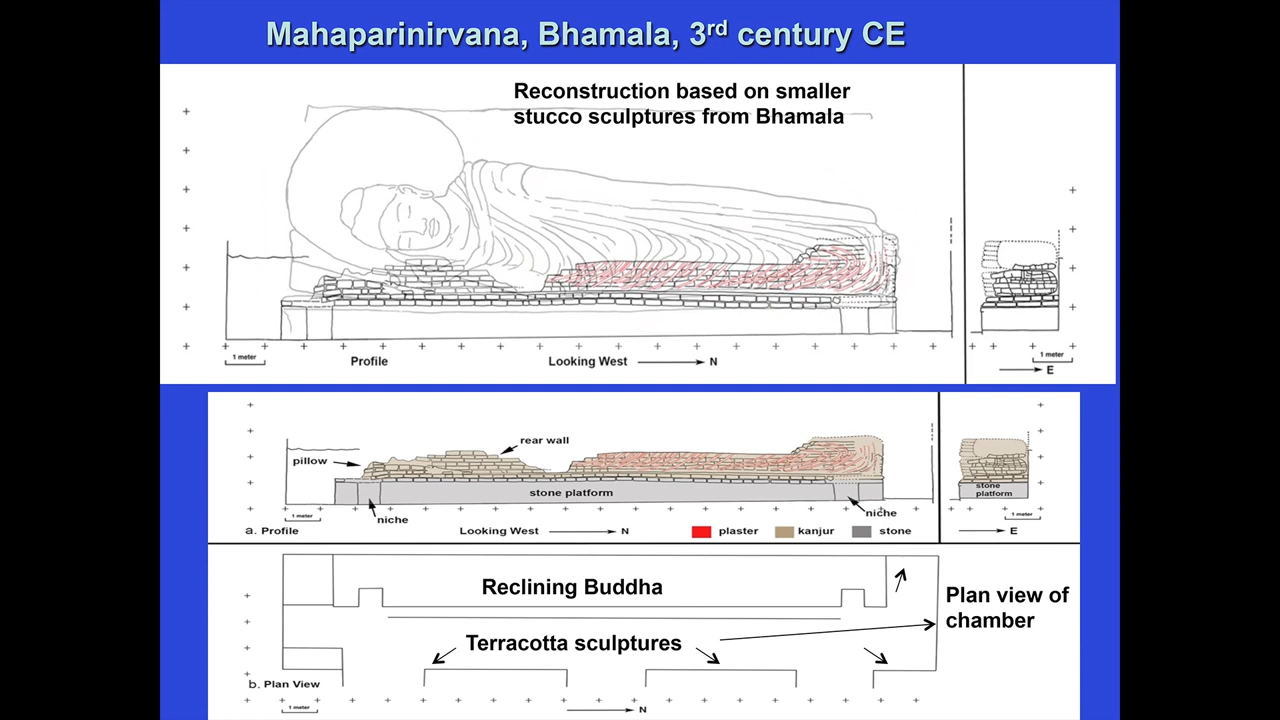 Mahaparinirvana, Bhamala, 3rd century CE
Reconstruction based on smaller
stucco sculptures from Bhamala
1 meter
Profile
Looking West
N
1 meter
E
rear wall
pillow
stone platform
stone
platform
niche
niche
1 meter
1 meter
a. Profile
Looking West
N
plaster
kanjur
stone
E
Reclining Buddha
Plan view of
chamber
Terracotta sculptures
b. Plan View
1 meter
N